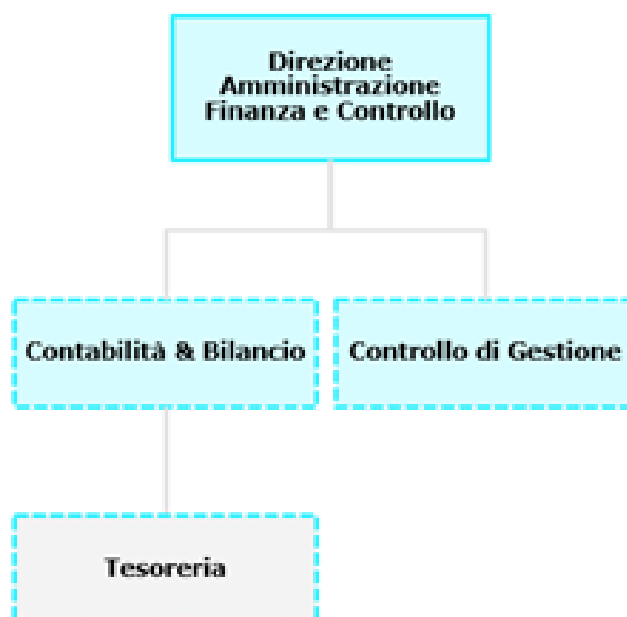 Direzione
Amministrazione
Finanza e Controllo
Contabilità & Bilancio
Controllo di Gestione
Tesoreria